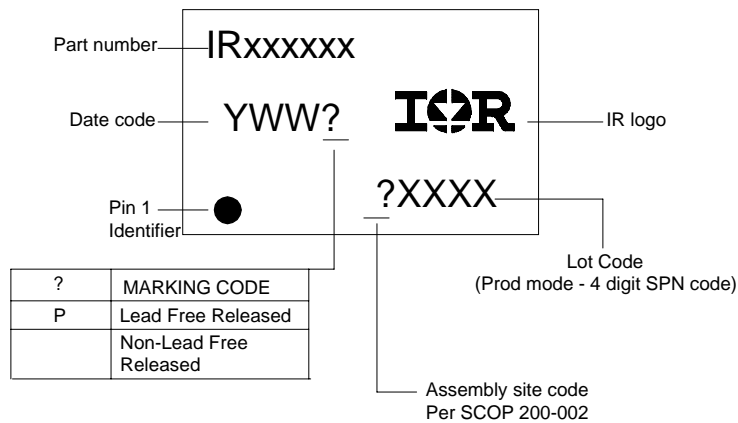 Part number
IRxxxxxx
Date code
YWW?
IOR
IR logo
?XXXX
Pin 1
Identifier
Lot Code
(Prod mode - 4 digit SPN code)
? MARKING CODE
P Lead Free Released
Non-Lead Free
Released
Assembly site code
Per SCOP 200-002